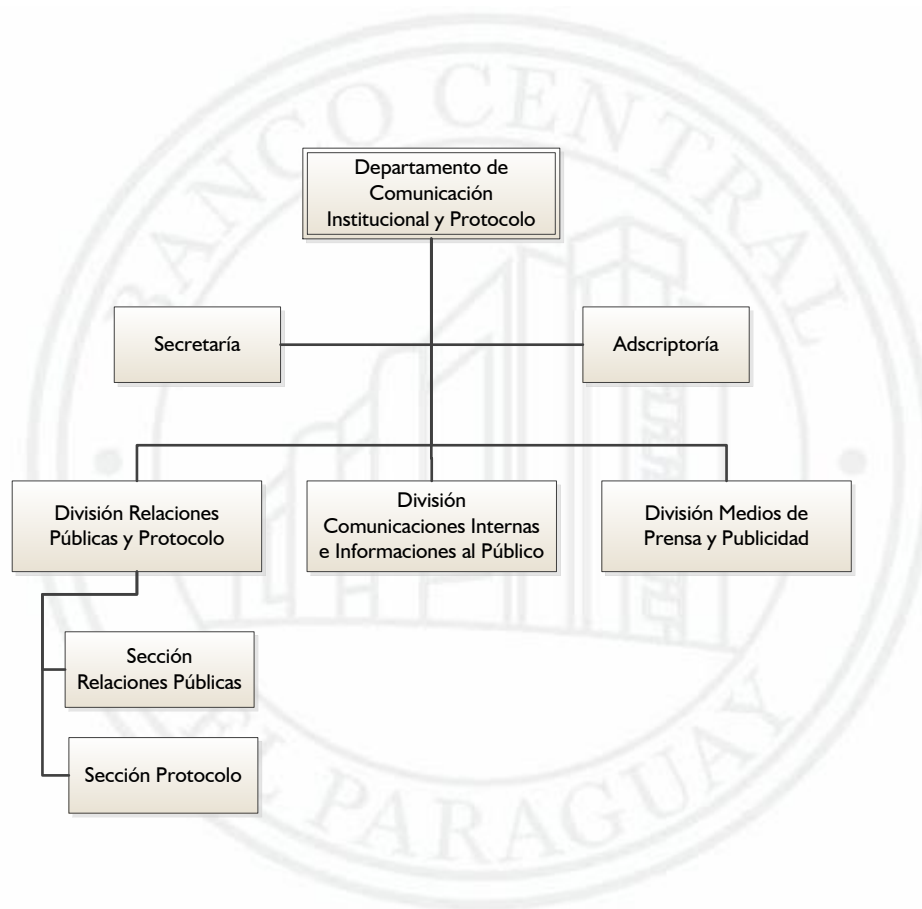 BANCO CENTRAL
Departamento de
Comunicación
Institucional y Protocolo
Secretaría
Adscriptoría
División Relaciones
Públicas y Protocolo
División
Comunicaciones Internas
e Informaciones al Público
División Medios de
Prensa y Publicidad
Sección
Relaciones Públicas
Sección Protocolo
PARAGUAY